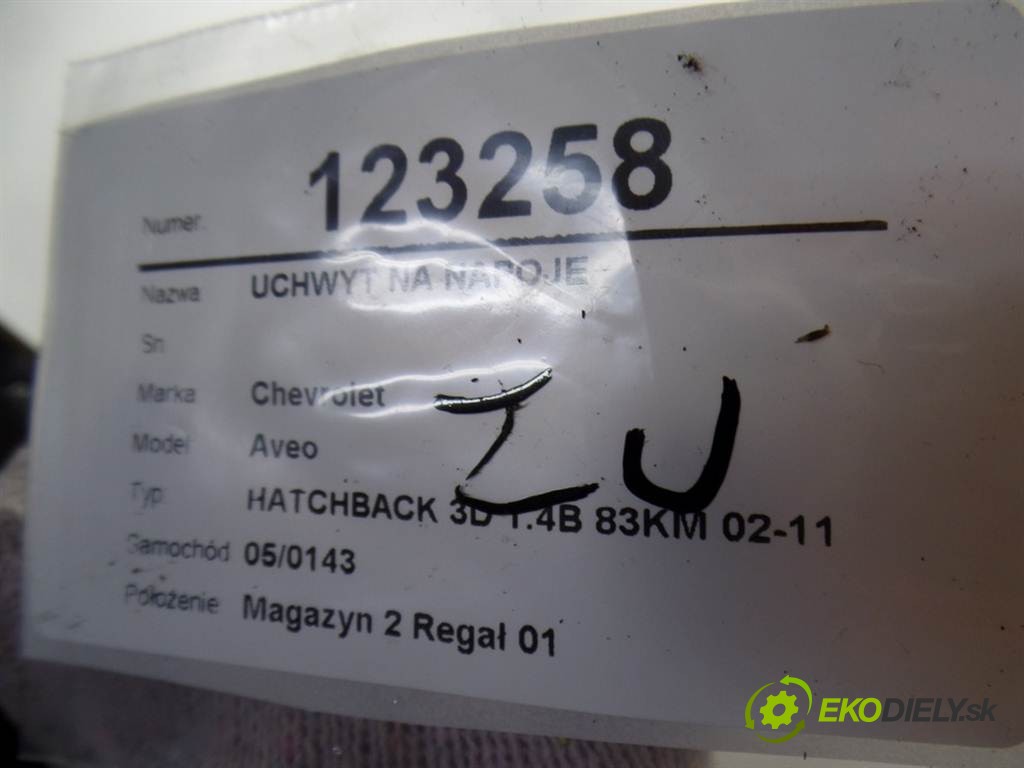 Numer. 123258
Nazwa UCHWYT NA NAPOJE
Sn
Marka Chevrolet
Model Aveo
ZU
Typ HATCHBACK 3D 1.4B 83KM 02-11
Samochód 05/0143
Położenie Magazyn 2 Regał 01
EKODIELY.sk